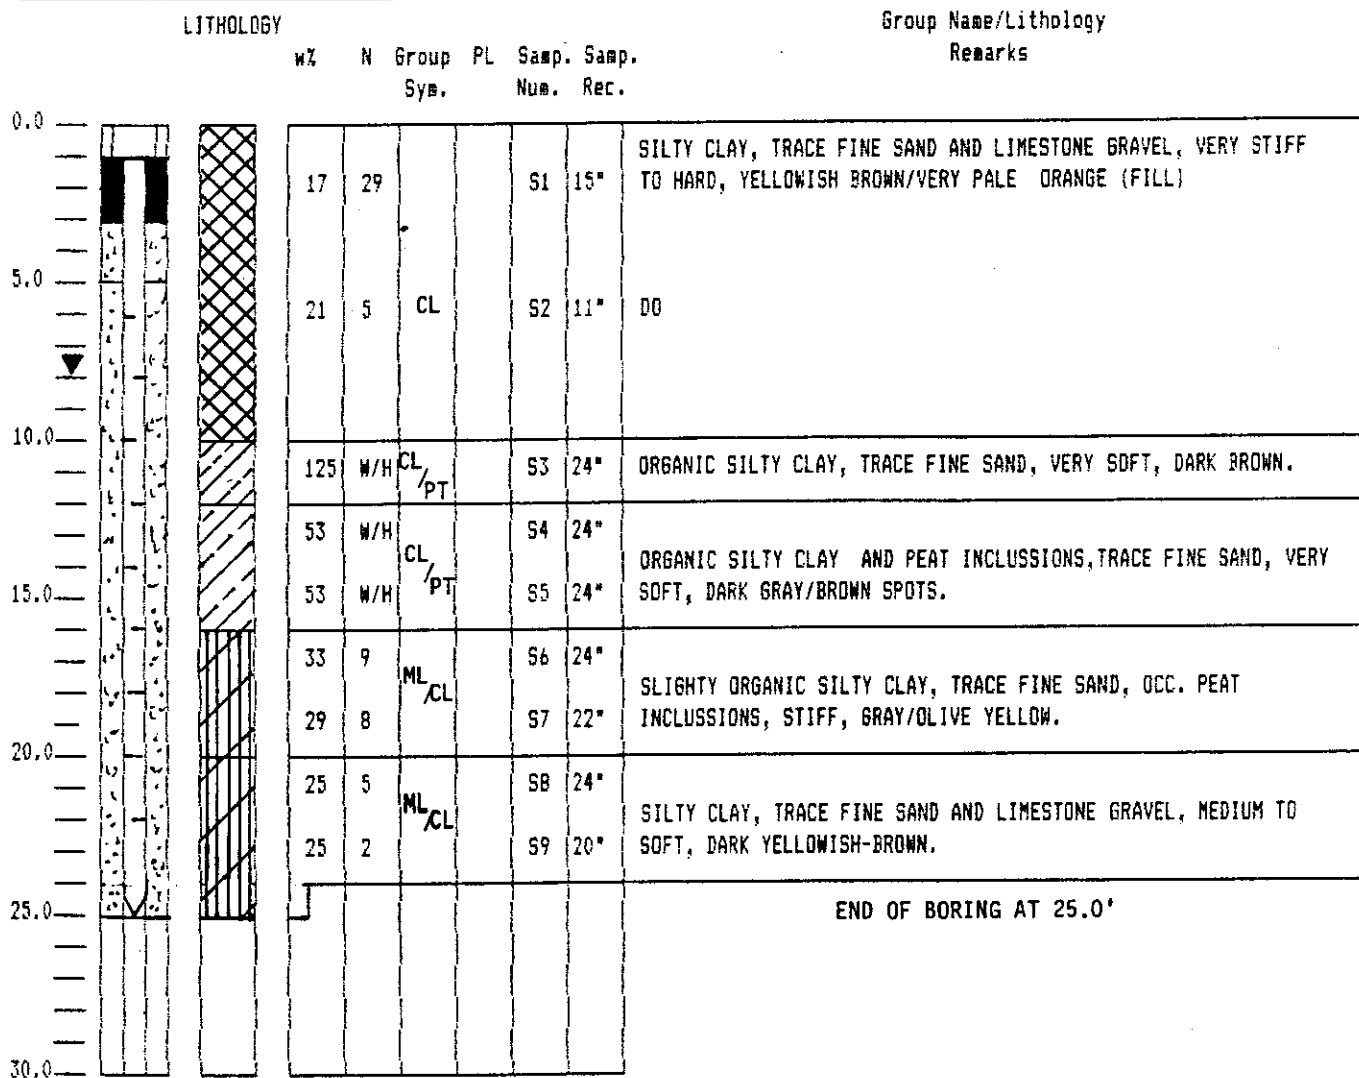 LITHOLOGY
Group Name/Lithology
w% N Group PL Samp. Samp. Remarks
Sym. Num. Rec.
0.0
SILTY CLAY, TRACE FINE SAND AND LIMESTONE GRAVEL, VERY STIFF
17 29 S1 15" TO HARD, YELLOWISH BROWN/VERY PALE ORANGE (FILL)
5.0
21 5 CL S2 11" DO
10.0
125 W/H CL/PT S3 24" ORGANIC SILTY CLAY, TRACE FINE SAND, VERY SOFT, DARK BROWN.
53 W/H S4 24"
CL/PT ORGANIC SILTY CLAY AND PEAT INCLUSSIONS,TRACE FINE SAND, VERY
15.0 53 W/H S5 24" SOFT, DARK GRAY/BROWN SPOTS.
33 9 S6 24"
ML/CL SLIGHTY ORGANIC SILTY CLAY, TRACE FINE SAND, OCC. PEAT
29 8 S7 22" INCLUSSIONS, STIFF, GRAY/OLIVE YELLOW.
20.0
25 5 S8 24"
ML/CL SILTY CLAY, TRACE FINE SAND AND LIMESTONE GRAVEL, MEDIUM TO
25 2 S9 20" SOFT, DARK YELLOWISH-BROWN.
25.0 END OF BORING AT 25.0'
30.0